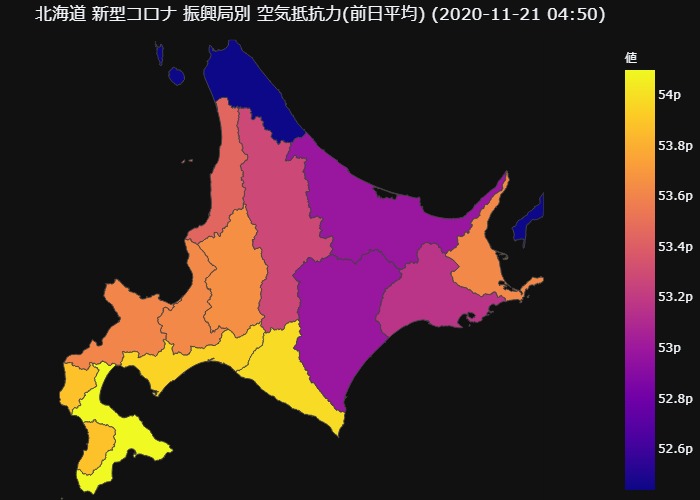 北海道 新型コロナ 振興局別 空気抵抗力(前日平均) (2020-11-21 04:50)
値
54p
53.8p
53.6p
53.4p
53.2p
53p
52.8p
52.6p